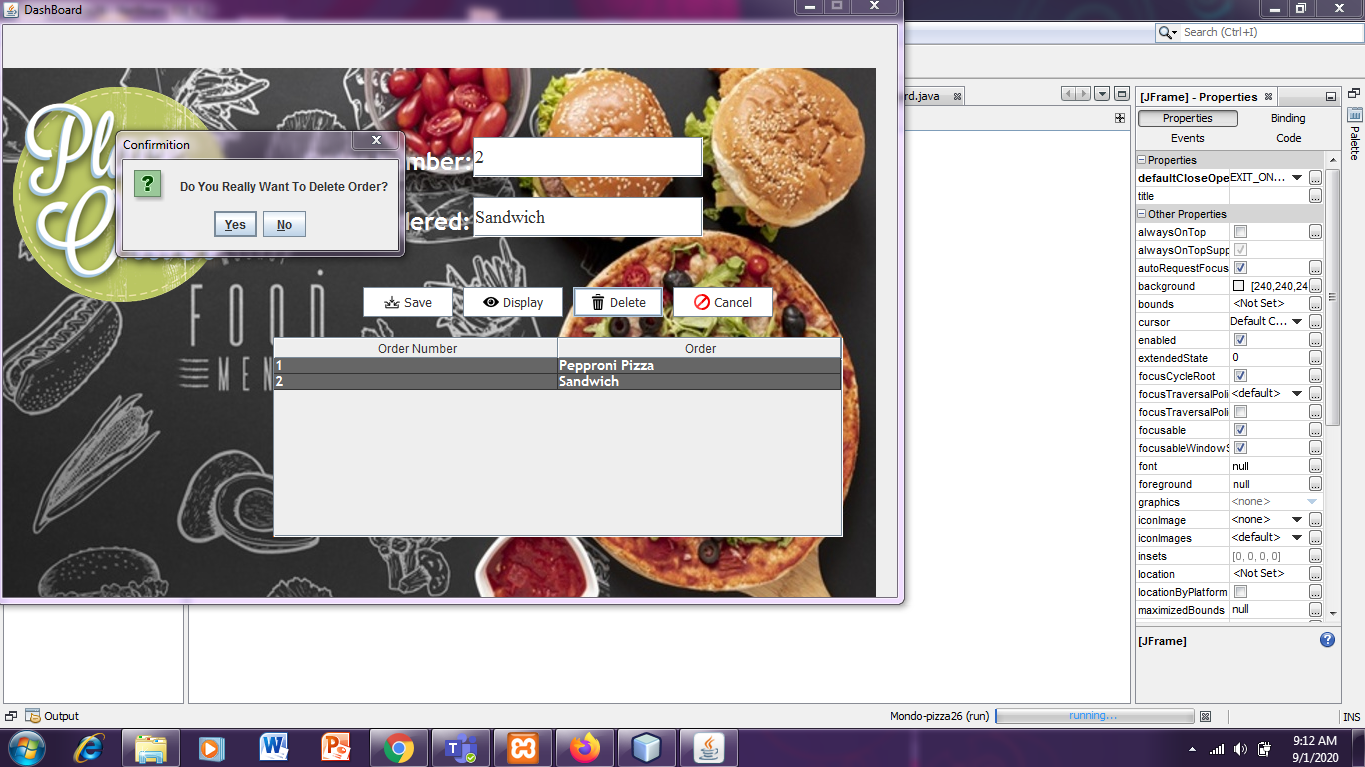 DashBoard
Search (Ctrl+I)
rd.java
[JFrame] - Properties
Properties
Binding
Events
Code
Palette
Confirmition
Do You Really Want To Delete Order?
Yes
No
mber:
2
lered:
Sandwich
FOOD
MEN
Save
Display
Delete
Cancel
Order Number
Order
1
Pepproni Pizza
2
Sandwich
Properties
defaultCloseOpe
EXIT_ON...
title
Other Properties
alwaysOnTop
alwaysOnTopSupp
autoRequestFocus
background
[240,240,24
bounds
<Not Set>
cursor
Default C...
enabled
extendedState
0
focusCycleRoot
focusTraversalPoli
<default>
focusTraversalPoli
focusable
focusableWindowS
font
null
foreground
null
graphics
<none>
iconImage
<none>
iconImages
<default>
insets
[0, 0, 0, 0]
location
<Not Set>
locationByPlatform
maximizedBounds
null
[JFrame]
Output
Mondo-pizza26 (run)
running...
INS
9:12 AM
9/1/2020